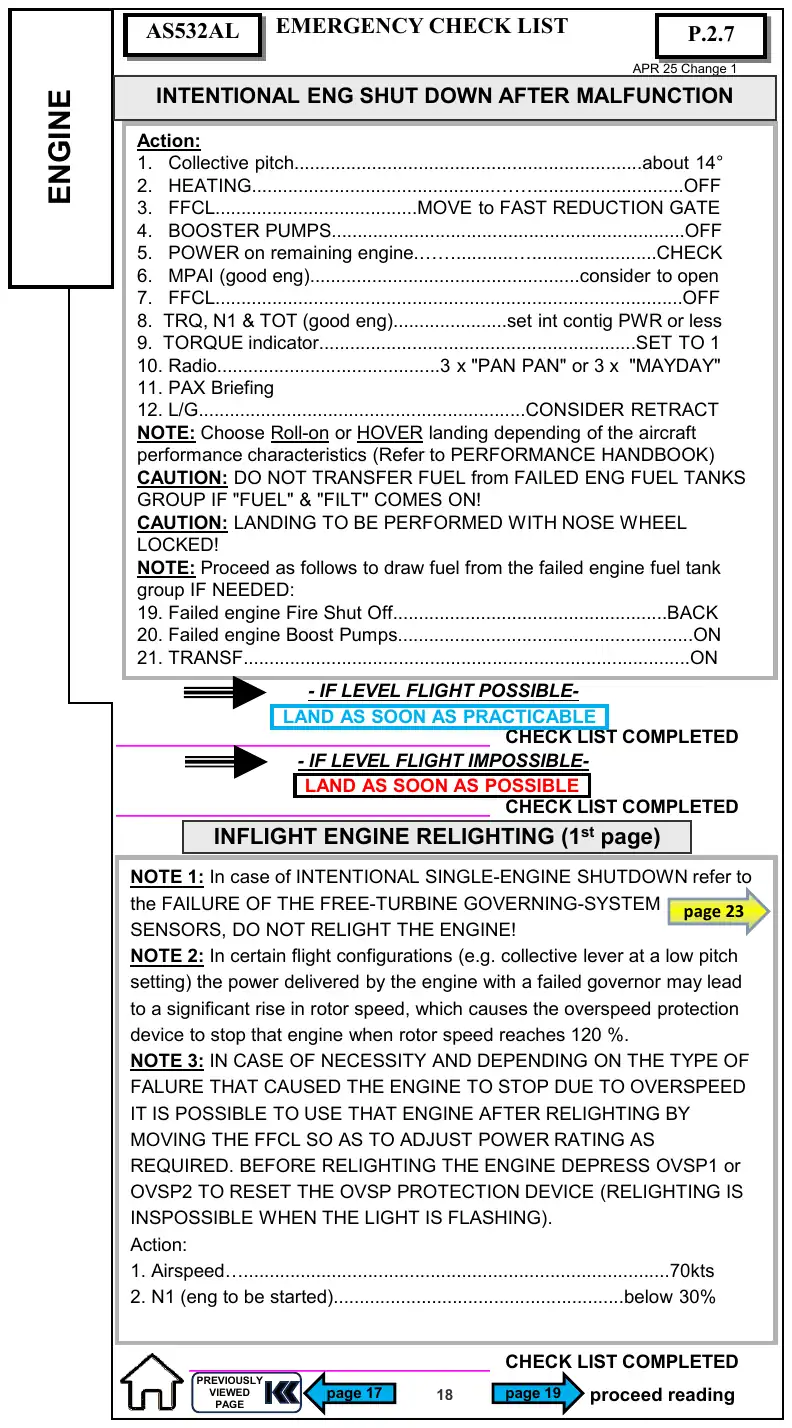 AS532AL
EMERGENCY CHECK LIST
P.2.7
APR 25 Change 1
ENGINE
INTENTIONAL ENG SHUT DOWN AFTER MALFUNCTION
Action:
1. Collective pitch...................................................................about 14°
2. HEATING..............................................…….............................OFF
3. FFCL.......................................MOVE to FAST REDUCTION GATE
4. BOOSTER PUMPS....................................................................OFF
5. POWER on remaining engine.……...........….........................CHECK
6. MPAI (good eng)....................................................consider to open
7. FFCL..........................................................................................OFF
8. TRQ, N1 & TOT (good eng)......................set int contig PWR or less
9. TORQUE indicator.............................................................SET TO 1
10. Radio...........................................3 x "PAN PAN" or 3 x "MAYDAY"
11. PAX Briefing
12. L/G...............................................................CONSIDER RETRACT
NOTE: Choose Roll-on or HOVER landing depending of the aircraft
performance characteristics (Refer to PERFORMANCE HANDBOOK)
CAUTION: DO NOT TRANSFER FUEL from FAILED ENG FUEL TANKS
GROUP IF "FUEL" & "FILT" COMES ON!
CAUTION: LANDING TO BE PERFORMED WITH NOSE WHEEL
LOCKED!
NOTE: Proceed as follows to draw fuel from the failed engine fuel tank
group IF NEEDED:
19. Failed engine Fire Shut Off.....................................................BACK
20. Failed engine Boost Pumps.........................................................ON
21. TRANSF......................................................................................ON
- IF LEVEL FLIGHT POSSIBLE-
LAND AS SOON AS PRACTICABLE
CHECK LIST COMPLETED
- IF LEVEL FLIGHT IMPOSSIBLE-
LAND AS SOON AS POSSIBLE
CHECK LIST COMPLETED
INFLIGHT ENGINE RELIGHTING (1st page)
NOTE 1: In case of INTENTIONAL SINGLE-ENGINE SHUTDOWN refer to
the FAILURE OF THE FREE-TURBINE GOVERNING-SYSTEM
page 23
SENSORS, DO NOT RELIGHT THE ENGINE!
NOTE 2: In certain flight configurations (e.g. collective lever at a low pitch
setting) the power delivered by the engine with a failed governor may lead
to a significant rise in rotor speed, which causes the overspeed protection
device to stop that engine when rotor speed reaches 120 %.
NOTE 3: IN CASE OF NECESSITY AND DEPENDING ON THE TYPE OF
FALURE THAT CAUSED THE ENGINE TO STOP DUE TO OVERSPEED
IT IS POSSIBLE TO USE THAT ENGINE AFTER RELIGHTING BY
MOVING THE FFCL SO AS TO ADJUST POWER RATING AS
REQUIRED. BEFORE RELIGHTING THE ENGINE DEPRESS OVSP1 or
OVSP2 TO RESET THE OVSP PROTECTION DEVICE (RELIGHTING IS
INSPOSSIBLE WHEN THE LIGHT IS FLASHING).
Action:
1. Airspeed…..................................................................................70kts
2. N1 (eng to be started)........................................................below 30%
CHECK LIST COMPLETED
PREVIOUSLY
VIEWED
PAGE
page 17
18
page 19
proceed reading